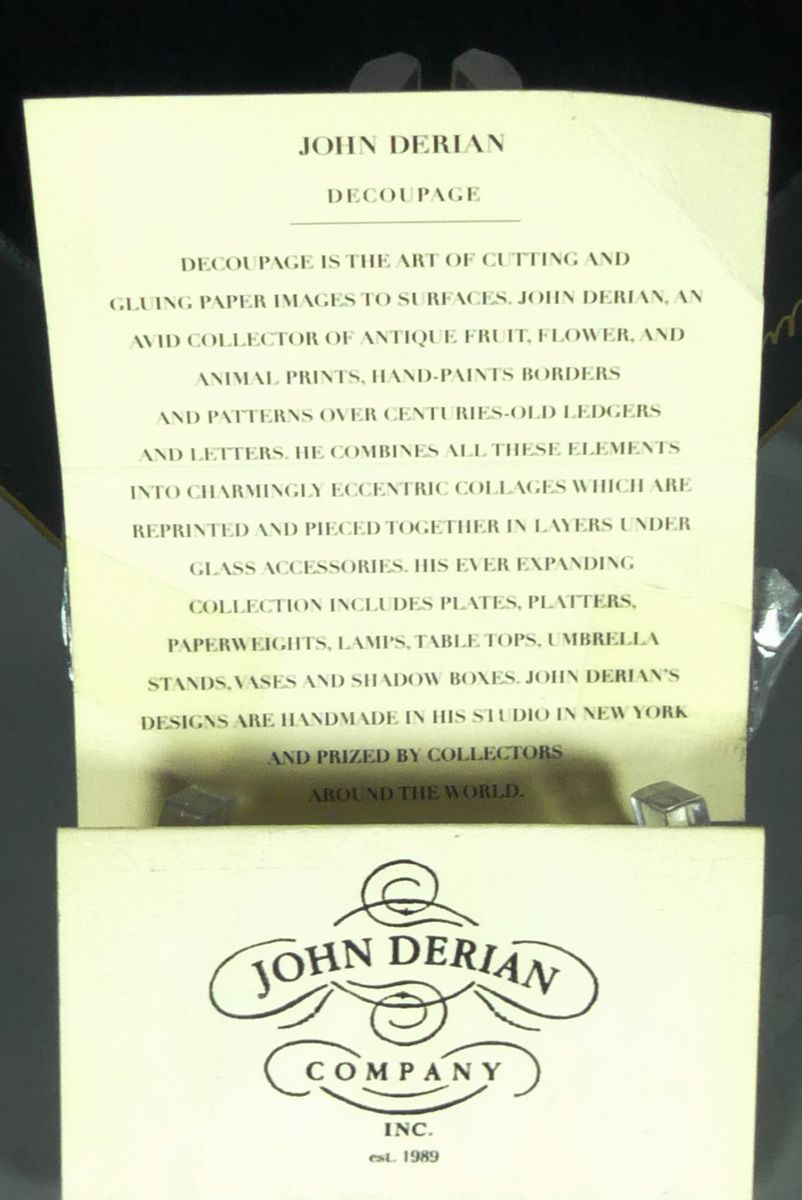 JOHN DERIAN
DECOUPAGE
DECOUPAGE IS THE ART OF CUTTING AND
GLUING PAPER IMAGES TO SURFACES. JOHN DERIAN, AN
AVID COLLECTOR OF ANTIQUE FRUIT, FLOWER, AND
ANIMAL PRINTS, HAND-PAINTS BORDERS
AND PATTERNS OVER CENTURIES-OLD LEDGERS
AND LETTERS. HE COMBINES ALL THESE ELEMENTS
INTO CHARMINGLY ECCENTRIC COLLAGES WHICH ARE
REPRINTED AND PIECED TOGETHER IN LAYERS UNDER
GLASS ACCESSORIES. HIS EVER EXPANDING
COLLECTION INCLUDES PLATES, PLATTERS,
PAPERWEIGHTS, LAMPS, TABLE TOPS, UMBRELLA
STANDS, VASES AND SHADOW BOXES. JOHN DERIAN'S
DESIGNS ARE HANDMADE IN HIS STUDIO IN NEW YORK
AND PRIZED BY COLLECTORS
AROUND THE WORLD.
JOHN DERIAN
COMPANY
INC.
est. 1989